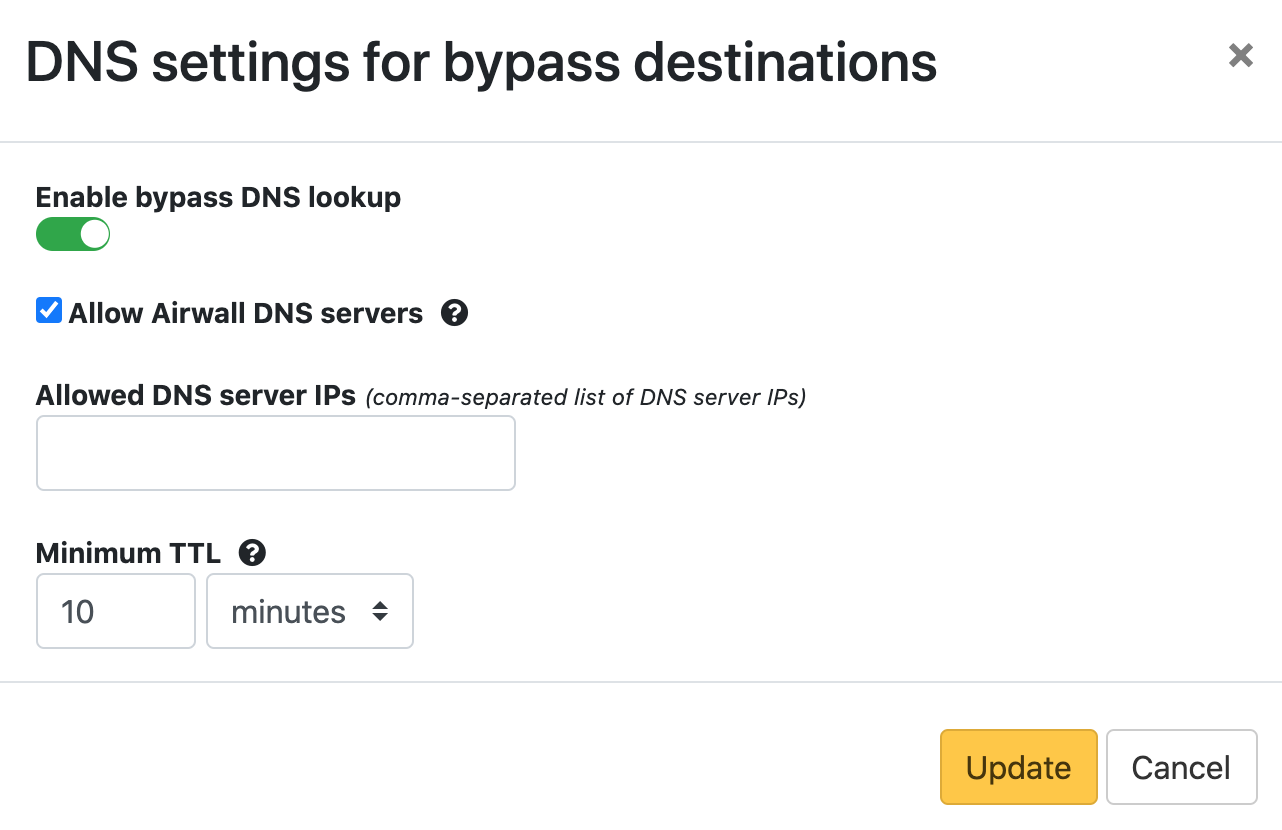 DNS settings for bypass destinations ×
Enable bypass DNS lookup
Allow Airwall DNS servers ?
Allowed DNS server IPs (comma-separated list of DNS server IPs)
Minimum TTL ?
10 minutes
Update Cancel